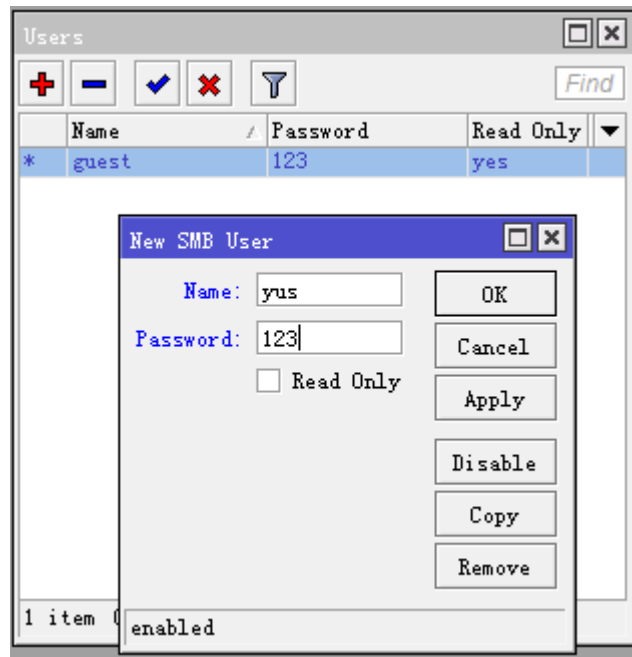 Users
Find
Name Password Read Only
* guest 123 yes
New SMB User
Name: yus
OK
Password: 123
Cancel
Read Only
Apply
Disable
Copy
Remove
1 item
enabled